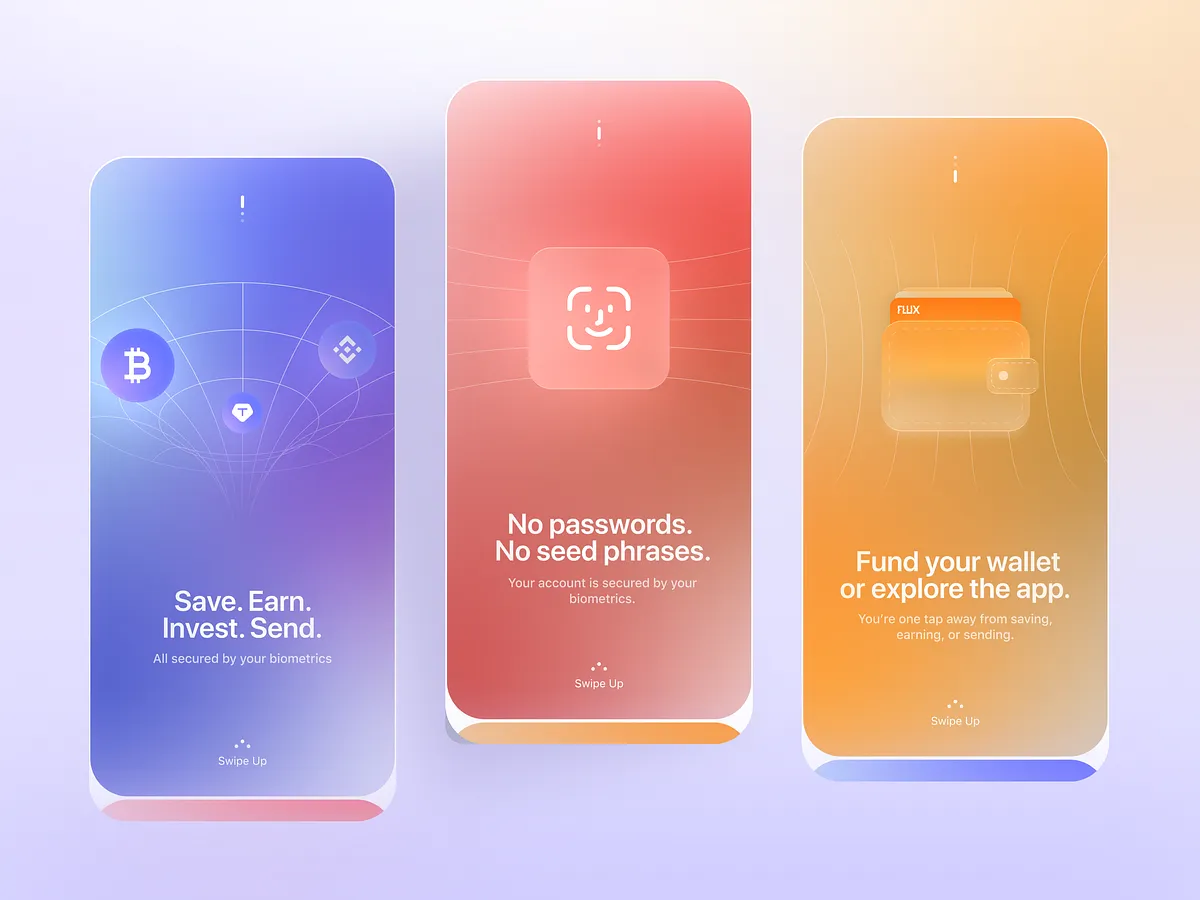 Save. Earn.
Invest. Send.
All secured by your biometrics
Swipe Up
No passwords.
No seed phrases.
Your account is secured by your
biometrics.
Swipe Up
FLUX
Fund your wallet
or explore the app.
You're one tap away from saving,
earning, or sending.
Swipe Up